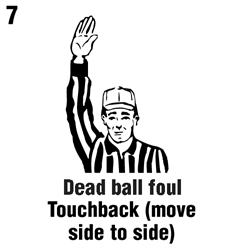 7
Dead ball foul
Touchback (move
side to side)